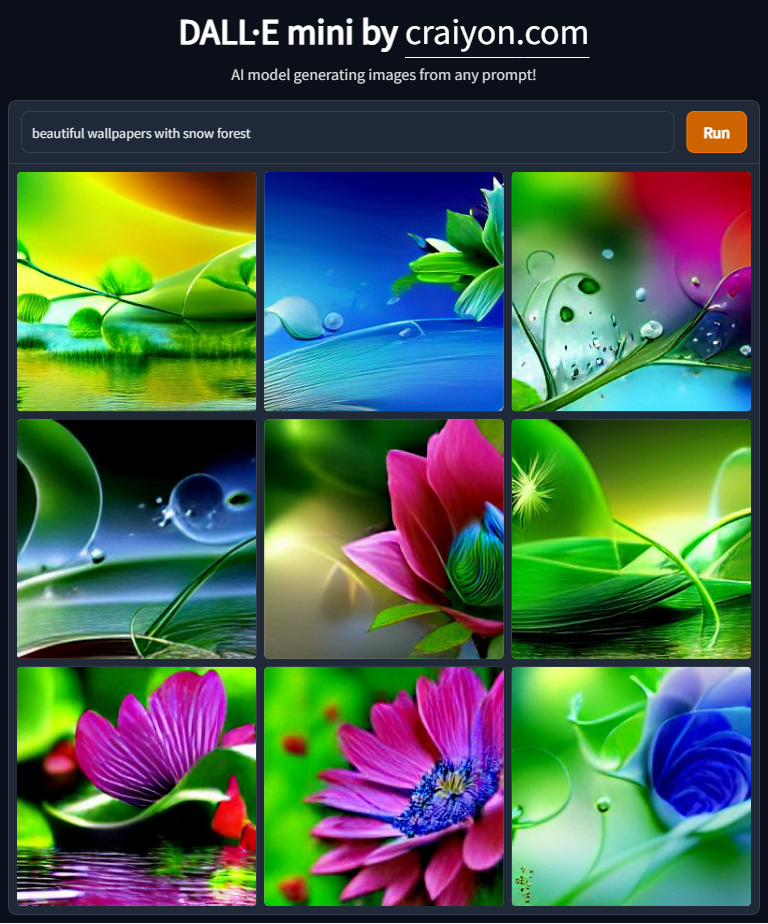 DALL·E mini by craiyon.com
AI model generating images from any prompt!
beautiful wallpapers with snow forest
Run